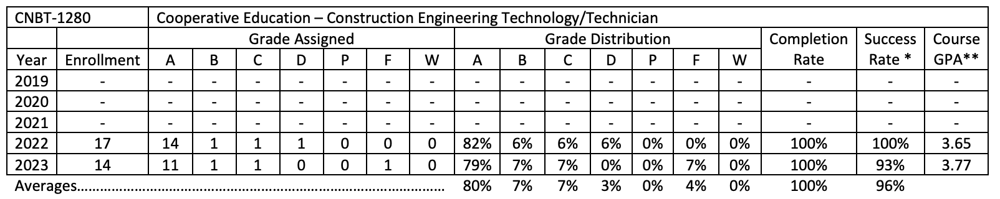 CNBT-1280 Cooperative Education – Construction Engineering Technology/Technician
Grade Assigned Grade Distribution Completion Success Course
Year Enrollment A B C D P F W A B C D P F W Rate Rate * GPA**
2019 - - - - - - - - - - - - - - - - - -
2020 - - - - - - - - - - - - - - - - - -
2021 - - - - - - - - - - - - - - - - - -
2022 17 14 1 1 1 0 0 0 82% 6% 6% 6% 0% 0% 0% 100% 100% 3.65
2023 14 11 1 1 0 0 1 0 79% 7% 7% 0% 0% 7% 0% 100% 93% 3.77
Averages........................................................................................... 80% 7% 7% 3% 0% 4% 0% 100% 96%